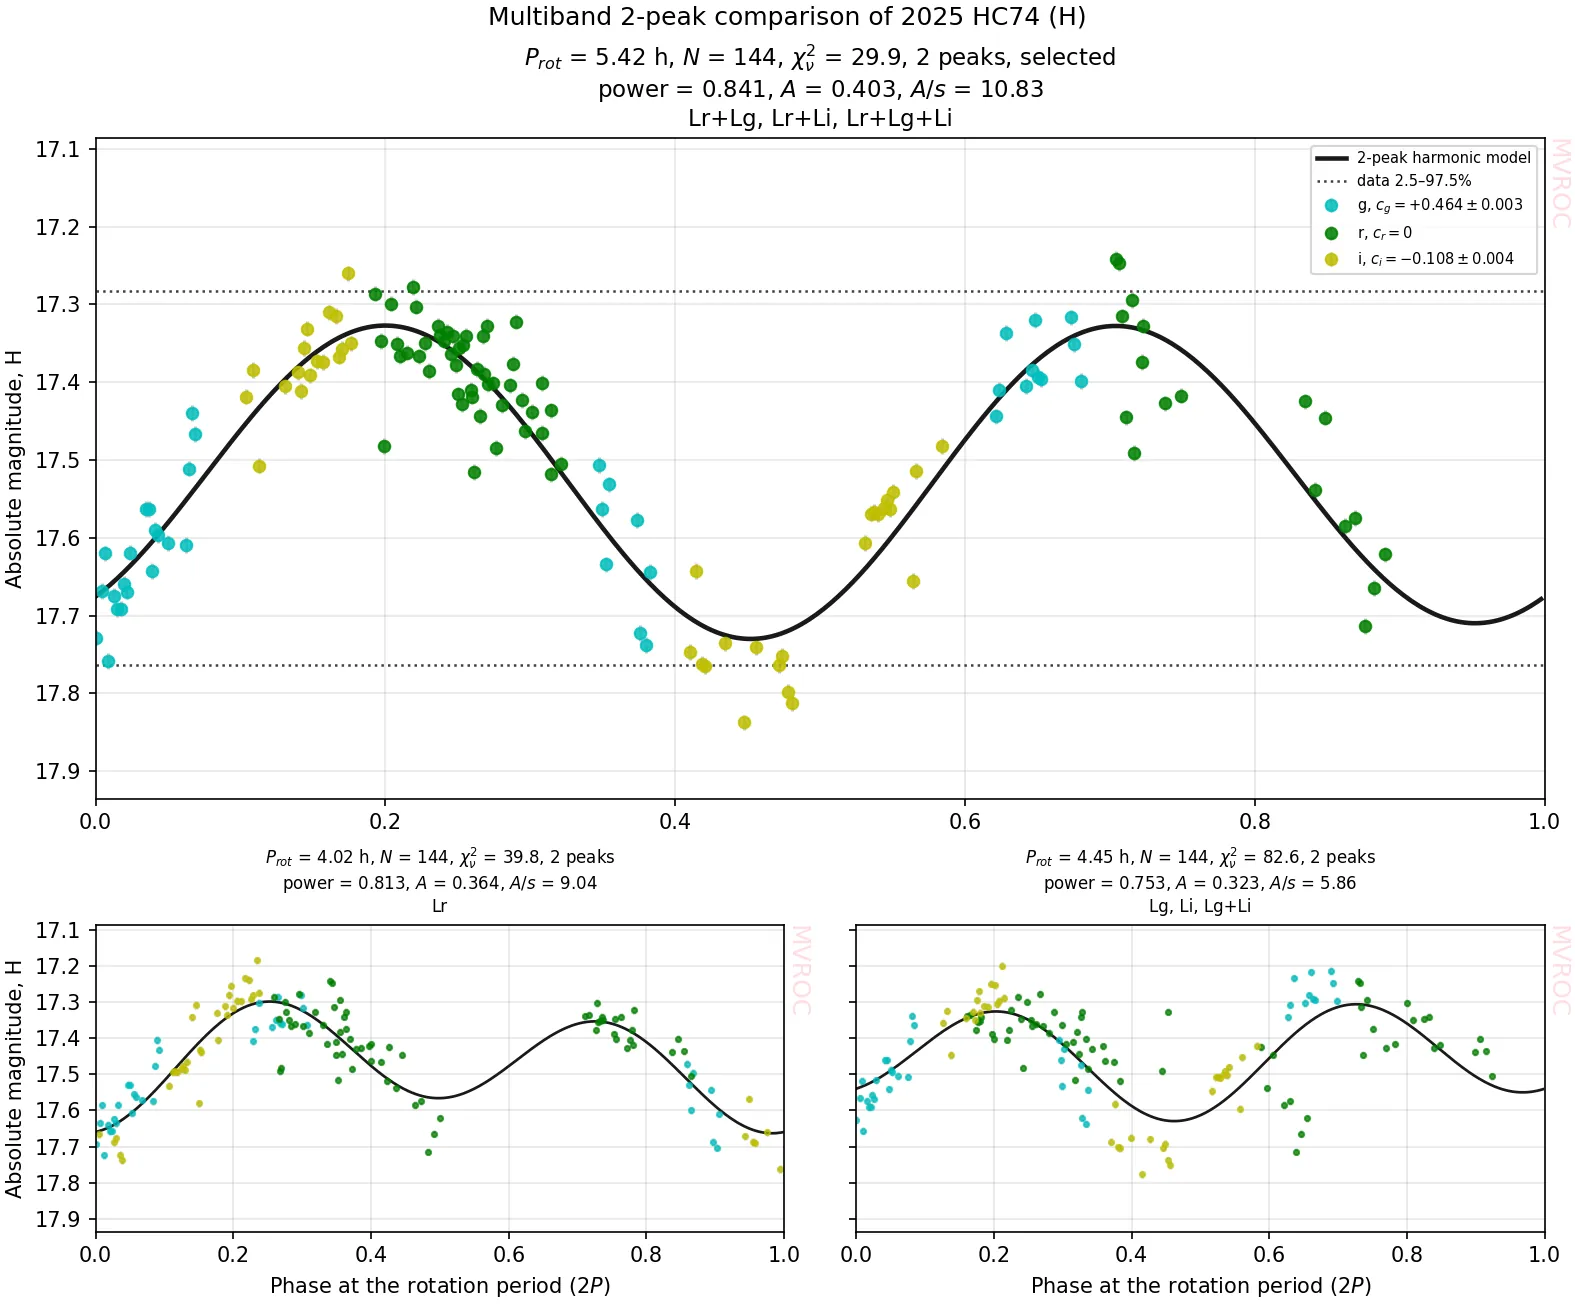 Multiband 2-peak comparison of 2025 HC74 (H)
P_rot = 5.42 h, N = 144, χ²_ν = 29.9, 2 peaks, selected
power = 0.841, A = 0.403, A/s = 10.83
Lr+Lg, Lr+Li, Lr+Lg+Li
Absolute magnitude, H
17.1
17.2
17.3
17.4
17.5
17.6
17.7
17.8
17.9
2-peak harmonic model
data 2.5–97.5%
g, c_g = +0.464 ± 0.003
r, c_r = 0
i, c_i = −0.108 ± 0.004
MVROC
0.0 0.2 0.4 0.6 0.8 1.0
P_rot = 4.02 h, N = 144, χ²_ν = 39.8, 2 peaks
power = 0.813, A = 0.364, A/s = 9.04
Lr
Absolute magnitude, H
17.1
17.2
17.3
17.4
17.5
17.6
17.7
17.8
17.9
MVROC
0.0 0.2 0.4 0.6 0.8 1.0
Phase at the rotation period (2P)
P_rot = 4.45 h, N = 144, χ²_ν = 82.6, 2 peaks
power = 0.753, A = 0.323, A/s = 5.86
Lg, Li, Lg+Li
MVROC
0.0 0.2 0.4 0.6 0.8 1.0
Phase at the rotation period (2P)